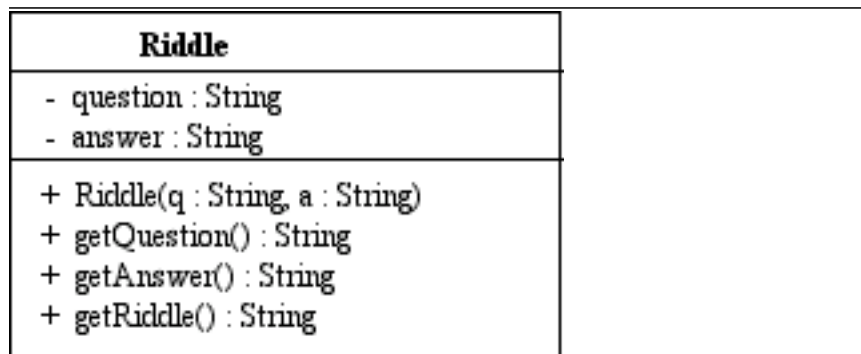 Riddle
- question : String
- answer : String
+ Riddle(q : String, a : String)
+ getQuestion() : String
+ getAnswer() : String
+ getRiddle() : String